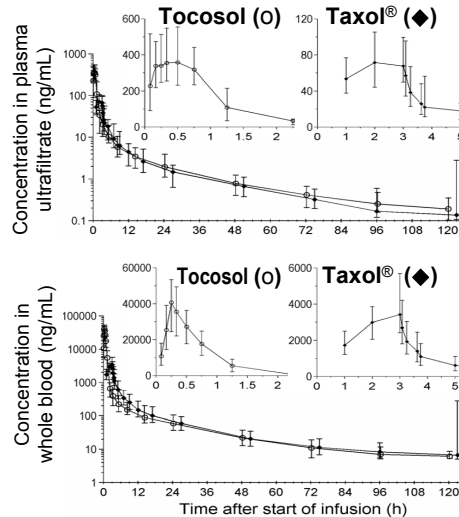 Tocosol (o)
Taxol® (◆)
Concentration in plasma
ultrafiltrate (ng/mL)
1000
100
10
1
0.1
600
400
200
0
0 1 2
120
80
40
0
0 1 2 3 4 5
0 12 24 36 48 60 72 84 96 108 120
Tocosol (o)
Taxol® (◆)
Concentration in
whole blood (ng/mL)
100000
10000
1000
100
10
1
60000
40000
20000
0
0 0.5 1 1.5 2
6000
4000
2000
0
0 1 2 3 4 5
0 12 24 36 48 60 72 84 96 108 120
Time after start of infusion (h)